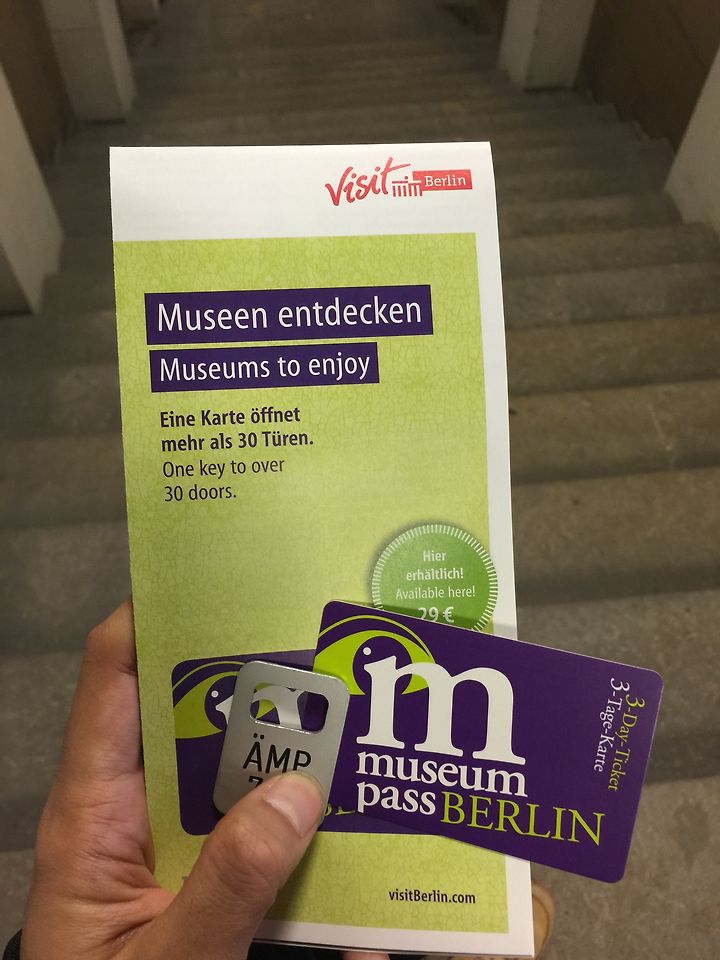 Visit Berlin
Museen entdecken
Museums to enjoy
Eine Karte öffnet
mehr als 30 Türen.
One key to over
30 doors.
Hier
erhältlich!
Available here!
29 €
m
museum
pass BERLIN
3-Day-Ticket
3-Tage-Karte
ÄMP
visitBerlin.com